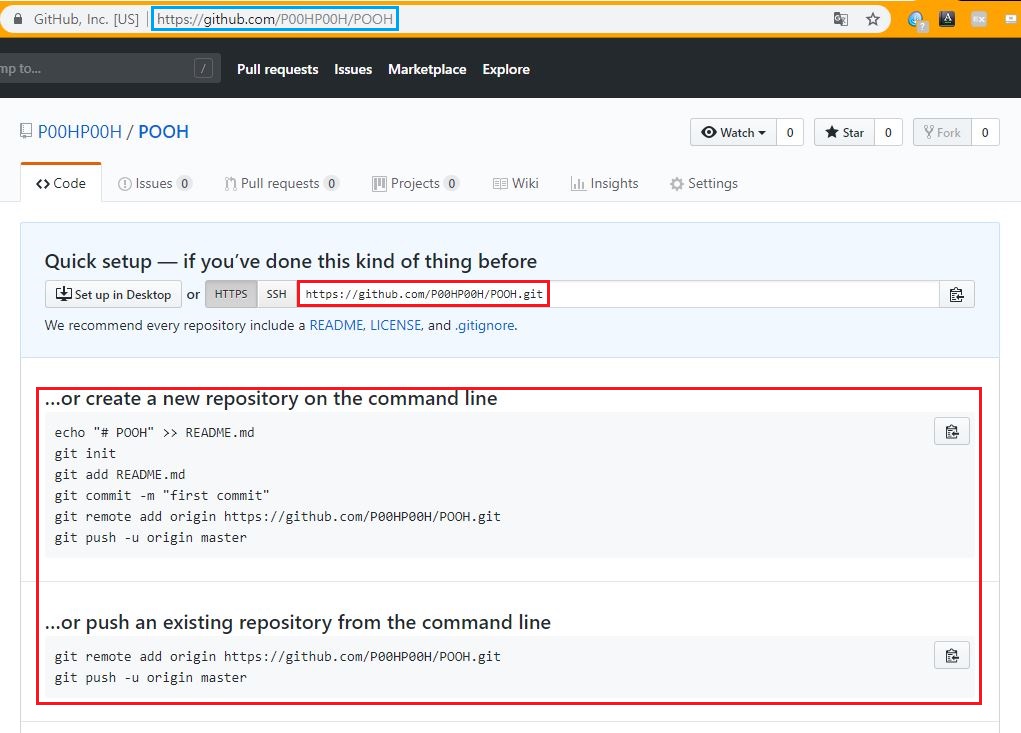 GitHub, Inc. [US] | https://github.com/P00HP00H/POOH
mp to... /
Pull requests Issues Marketplace Explore
P00HP00H / POOH
Watch 0 Star 0 Fork 0
Code Issues 0 Pull requests 0 Projects 0 Wiki Insights Settings
Quick setup — if you’ve done this kind of thing before
Set up in Desktop or HTTPS SSH https://github.com/P00HP00H/POOH.git
We recommend every repository include a README, LICENSE, and .gitignore.
…or create a new repository on the command line
echo "# POOH" >> README.md
git init
git add README.md
git commit -m "first commit"
git remote add origin https://github.com/P00HP00H/POOH.git
git push -u origin master
…or push an existing repository from the command line
git remote add origin https://github.com/P00HP00H/POOH.git
git push -u origin master